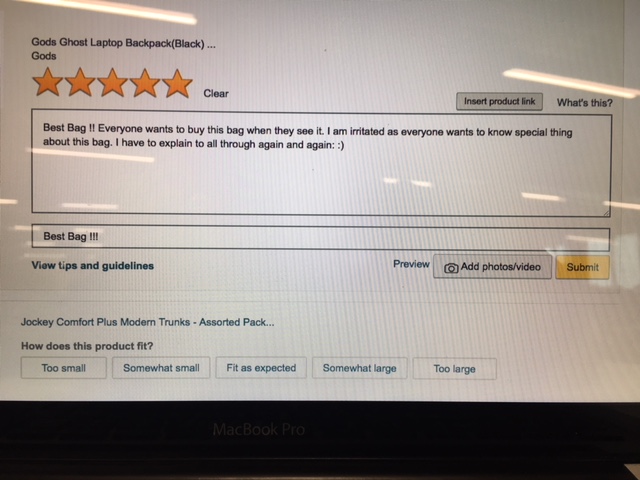 Gods Ghost Laptop Backpack(Black) ...
Gods
Clear
Insert product link What's this?
Best Bag !! Everyone wants to buy this bag when they see it. I am irritated as everyone wants to know special thing
about this bag. I have to explain to all through again and again: :)
Best Bag !!!
View tips and guidelines Preview Add photos/video Submit
Jockey Comfort Plus Modern Trunks - Assorted Pack...
How does this product fit?
Too small Somewhat small Fit as expected Somewhat large Too large
MacBook Pro